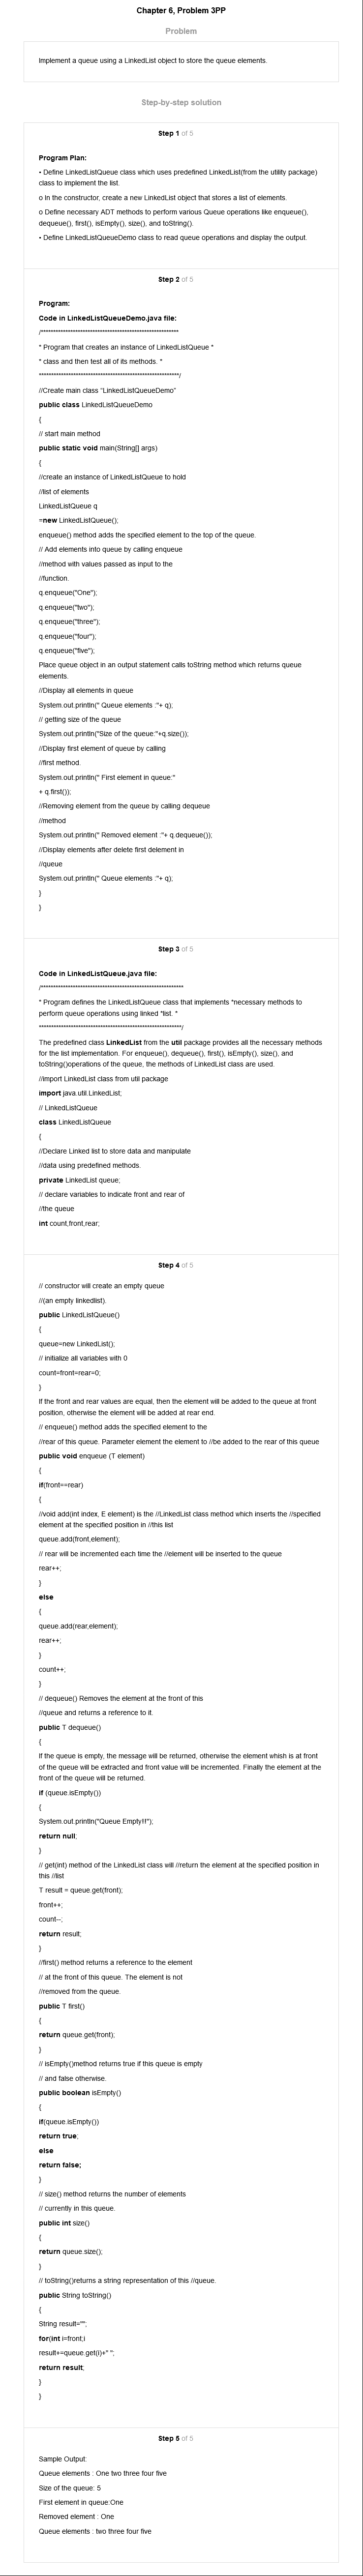 Chapter 6, Problem 3PP
Problem
Implement a queue using a LinkedList object to store the queue elements.
Step-by-step solution
Step 1 of 5
Program Plan:
• Define LinkedListQueue class which uses predefined LinkedList(from the utility package)
class to implement the list.
o In the constructor, create a new LinkedList object that stores a list of elements.
o Define necessary ADT methods to perform various Queue operations like enqueue(),
dequeue(), first(), isEmpty(), size(), and toString().
• Define LinkedListQueueDemo class to read queue operations and display the output.
Step 2 of 5
Program:
Code in LinkedListQueueDemo.java file:
/**********************************************************
* Program that creates an instance of LinkedListQueue *
* class and then test all of its methods. *
**********************************************************/
//Create main class “LinkedListQueueDemo”
public class LinkedListQueueDemo
{
// start main method
public static void main(String[] args)
{
//create an instance of LinkedListQueue to hold
//list of elements
LinkedListQueue q
=new LinkedListQueue();
enqueue() method adds the specified element to the top of the queue.
// Add elements into queue by calling enqueue
//method with values passed as input to the
//function.
q.enqueue("One");
q.enqueue("two");
q.enqueue("three");
q.enqueue("four");
q.enqueue("five");
Place queue object in an output statement calls toString method which returns queue
elements.
//Display all elements in queue
System.out.println(" Queue elements :"+ q);
// getting size of the queue
System.out.println("Size of the queue:"+q.size());
//Display first element of queue by calling
//first method.
System.out.println(" First element in queue:"
+ q.first());
//Removing element from the queue by calling dequeue
//method
System.out.println(" Removed element :"+ q.dequeue());
//Display elements after delete first delement in
//queue
System.out.println(" Queue elements :"+ q);
}
}
Step 3 of 5
Code in LinkedListQueue.java file:
/************************************************************
* Program defines the LinkedListQueue class that implements *necessary methods to
perform queue operations using linked *list. *
************************************************************/
The predefined class LinkedList from the util package provides all the necessary methods
for the list implementation. For enqueue(), dequeue(), first(), isEmpty(), size(), and
toString()operations of the queue, the methods of LinkedList class are used.
//import LinkedList class from util package
import java.util.LinkedList;
// LinkedListQueue
class LinkedListQueue
{
//Declare Linked list to store data and manipulate
//data using predefined methods.
private LinkedList queue;
// declare variables to indicate front and rear of
//the queue
int count,front,rear;
Step 4 of 5
// constructor will create an empty queue
//(an empty linkedlist).
public LinkedListQueue()
{
queue=new LinkedList();
// initialize all variables with 0
count=front=rear=0;
}
If the front and rear values are equal, then the element will be added to the queue at front
position, otherwise the element will be added at rear end.
// enqueue() method adds the specified element to the
//rear of this queue. Parameter element the element to //be added to the rear of this queue
public void enqueue (T element)
{
if(front==rear)
{
//void add(int index, E element) is the //LinkedList class method which inserts the //specified
element at the specified position in //this list
queue.add(front,element);
// rear will be incremented each time the //element will be inserted to the queue
rear++;
}
else
{
queue.add(rear,element);
rear++;
}
count++;
}
// dequeue() Removes the element at the front of this
//queue and returns a reference to it.
public T dequeue()
{
If the queue is empty, the message will be returned, otherwise the element whish is at front
of the queue will be extracted and front value will be incremented. Finally the element at the
front of the queue will be returned.
if (queue.isEmpty())
{
System.out.println("Queue Empty!!!");
return null;
}
// get(int) method of the LinkedList class will //return the element at the specified position in
this //list
T result = queue.get(front);
front++;
count--;
return result;
}
//first() method returns a reference to the element
// at the front of this queue. The element is not
//removed from the queue.
public T first()
{
return queue.get(front);
}
// isEmpty()method returns true if this queue is empty
// and false otherwise.
public boolean isEmpty()
{
if(queue.isEmpty())
return true;
else
return false;
}
// size() method returns the number of elements
// currently in this queue.
public int size()
{
return queue.size();
}
// toString()returns a string representation of this //queue.
public String toString()
{
String result="";
for(int i=front;i
result+=queue.get(i)+" ";
return result;
}
}
Step 5 of 5
Sample Output:
Queue elements : One two three four five
Size of the queue: 5
First element in queue:One
Removed element : One
Queue elements : two three four five